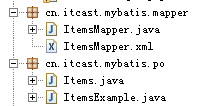 cn.itcast.mybatis.mapper
ItemsMapper.java
ItemsMapper.xml
cn.itcast.mybatis.po
Items.java
ItemsExample.java